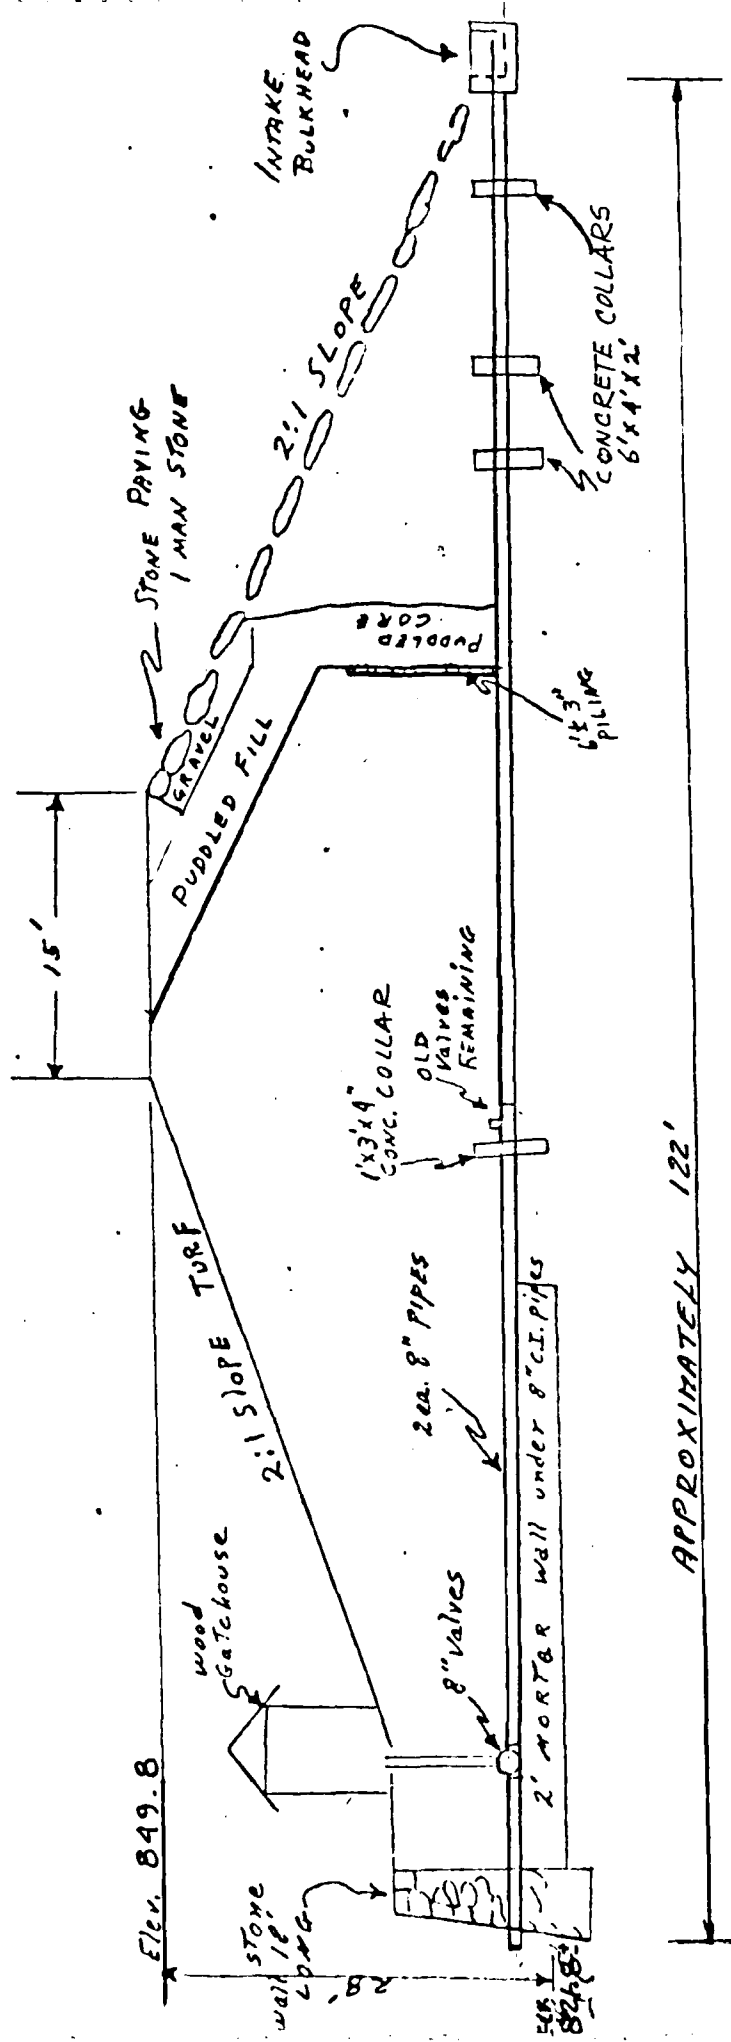 INTAKE
BULKHEAD
STONE PAVING
1 MAN STONE
2:1 SLOPE
CONCRETE COLLARS
6'x4'x2'
15'
GRAVEL
PUDDLED FILL
PUDDLED
CORE
6'x3"
PILING
1'x3'x4"
CONC. COLLAR
OLD
Valves
REMAINING
2:1 SLOPE TURF
2 ea. 8" PIPES
2' MORTAR Wall under 8" C.I. pipes
8" Valves
Wood
GaTehouse
Elev. 849.8
STONE
Wall 18'
LONG
28'
APPROXIMATELY 122'